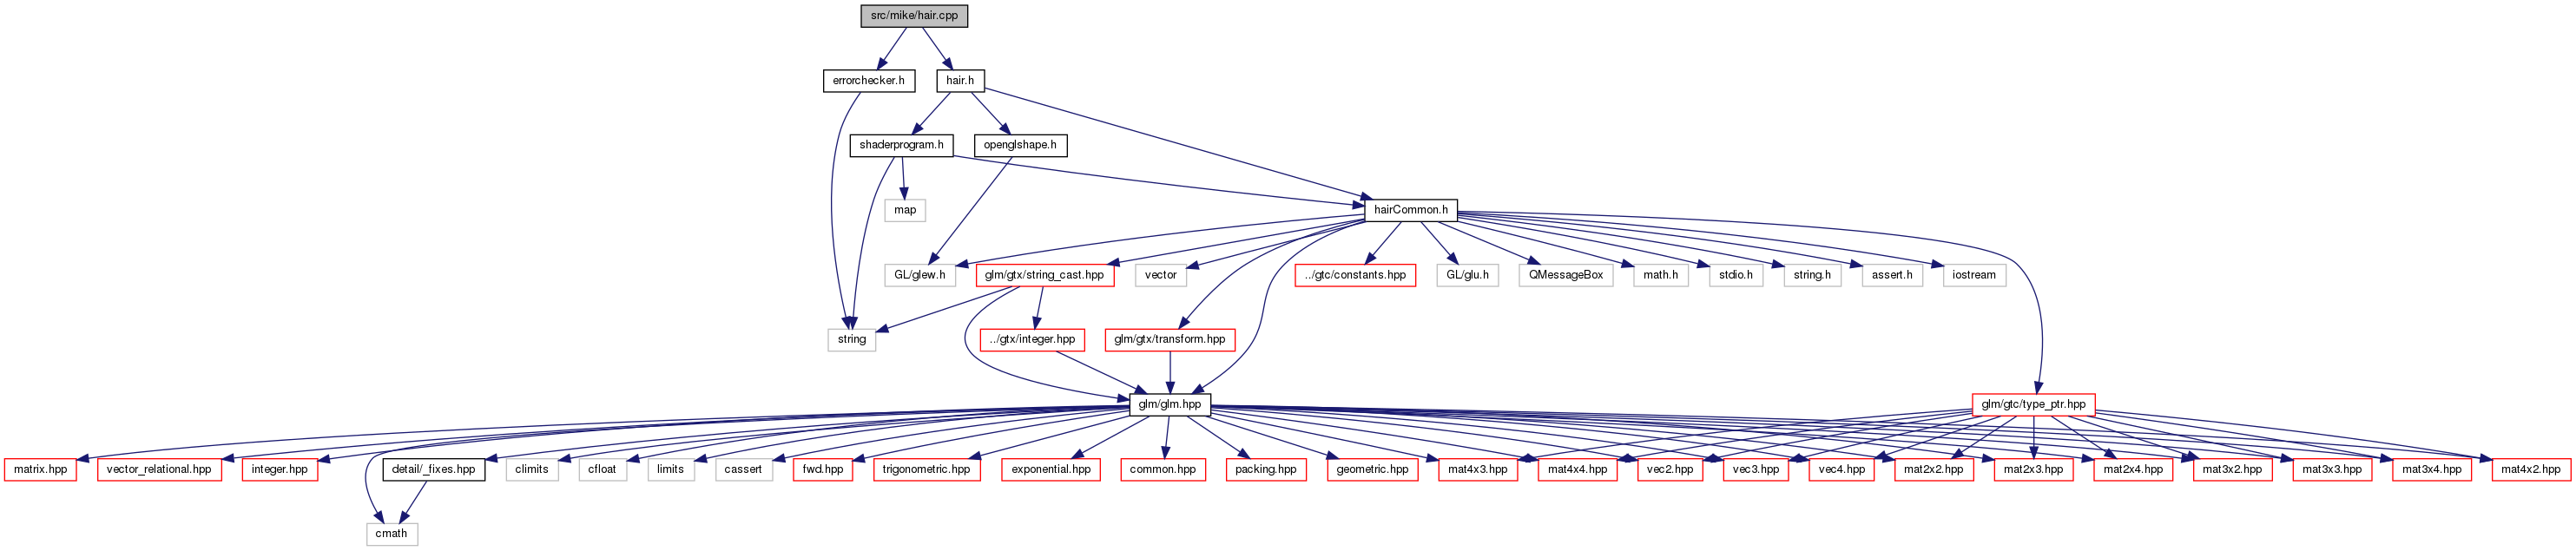 src/mike/hair.cpp
errorchecker.h
hair.h
shaderprogram.h
openglshape.h
map
hairCommon.h
GL/glew.h
glm/gtx/string_cast.hpp
vector
../gtc/constants.hpp
GL/glu.h
QMessageBox
math.h
stdio.h
string.h
assert.h
iostream
string
../gtx/integer.hpp
glm/gtx/transform.hpp
glm/glm.hpp
glm/gtc/type_ptr.hpp
matrix.hpp
vector_relational.hpp
integer.hpp
detail/_fixes.hpp
climits
cfloat
limits
cassert
fwd.hpp
trigonometric.hpp
exponential.hpp
common.hpp
packing.hpp
geometric.hpp
mat4x3.hpp
mat4x4.hpp
vec2.hpp
vec3.hpp
vec4.hpp
mat2x2.hpp
mat2x3.hpp
mat2x4.hpp
mat3x2.hpp
mat3x3.hpp
mat3x4.hpp
mat4x2.hpp
cmath